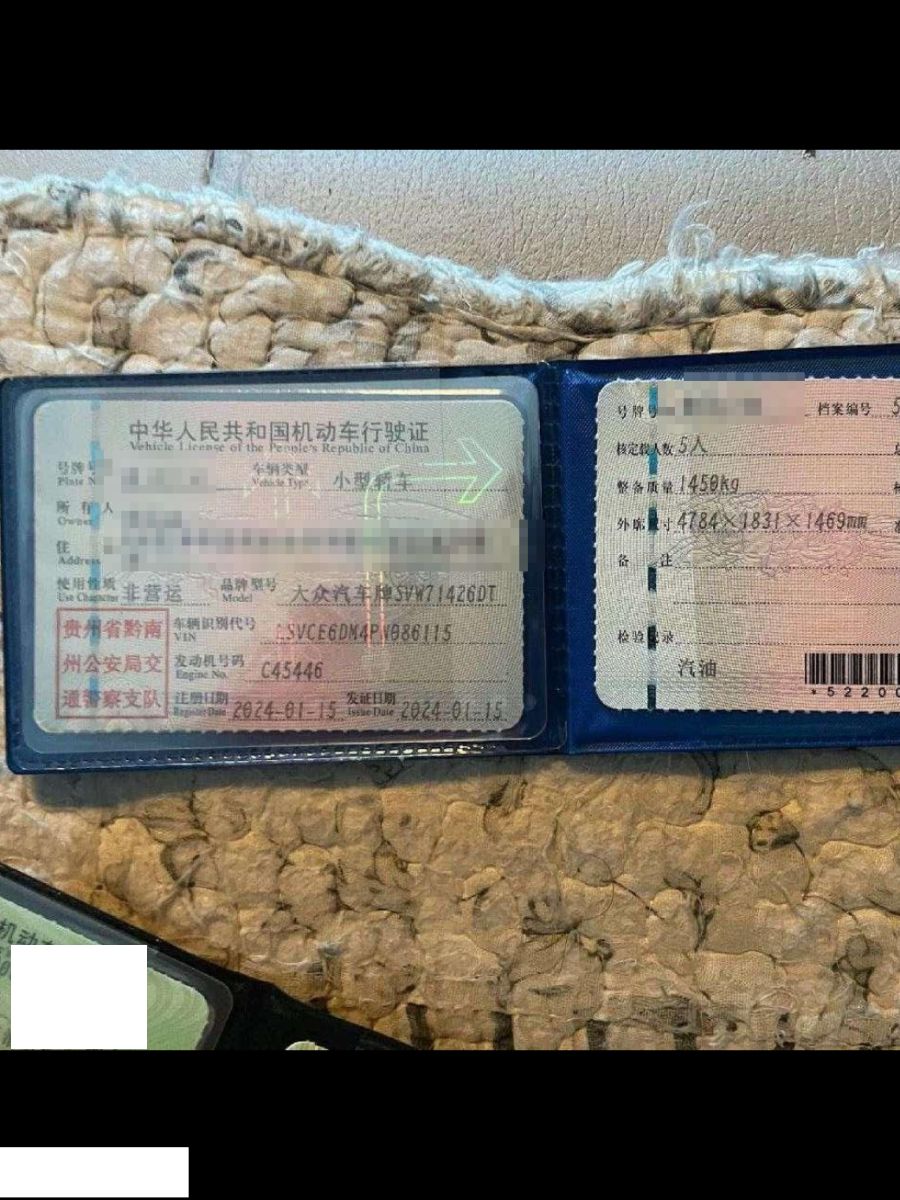 中华人民共和国机动车行驶证
Vehicle License of the People's Republic of China
号牌
Plate N
车辆类型
Vehicle Type
小型轿车
所有人
Owner
住
Address
使用性质
Use Character
非营运
品牌型号
Model
大众汽车牌SVW71426DT
贵州省黔南
州公安局交
通警察支队
车辆识别代号
VIN
LSVCE6DM4PN086115
发动机号码
Engine No.
C45446
注册日期
Register Date
2024-01-15
发证日期
Issue Date
2024-01-15
号牌号
档案编号 5
核定载人数 5人
整备质量 1450kg
外廓尺寸 4784×1831×1469mm
备 注
检验记录
汽油
*52200
机动